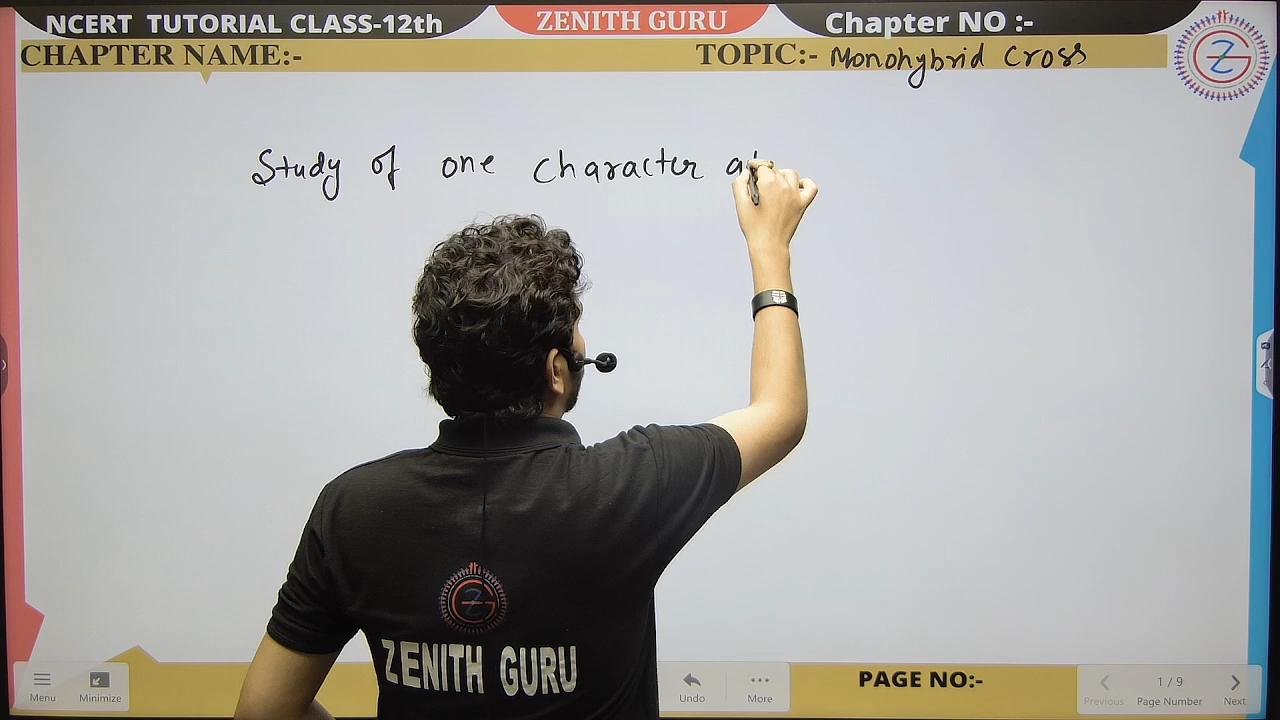 NCERT TUTORIAL CLASS-12th
ZENITH GURU
Chapter NO :-
CHAPTER NAME:-
TOPIC:- Monohybrid Cross
Study of one character at
ZENITH GURU
Menu
Minimize
Undo
More
PAGE NO:-
Previous
1 / 9
Page Number
Next